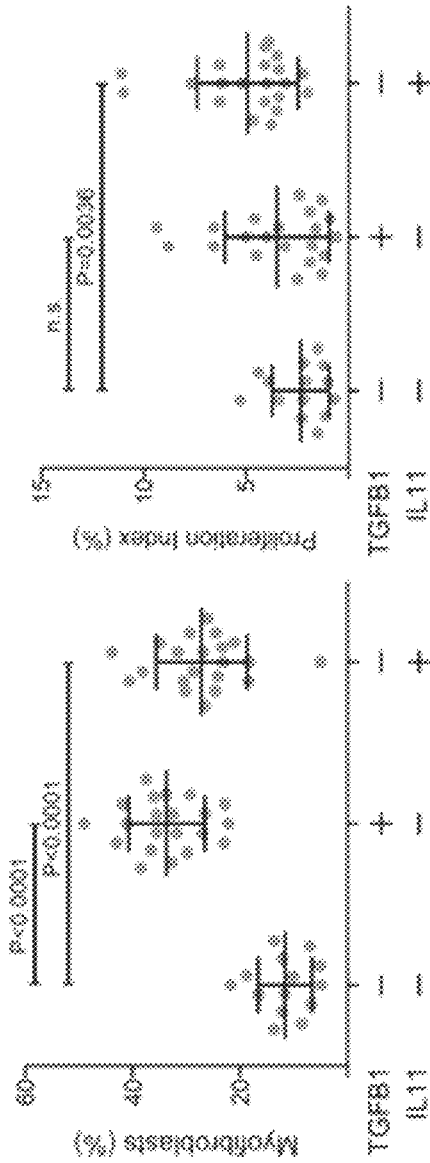 P<0.0001
P<0.0001
60
40
20
Myofibroblasts (%)
TGFB1 − + −
IL11 − − +
n.s.
P=0.0036
15
10
5
Proliferation Index (%)
TGFB1 − + −
IL11 − − +